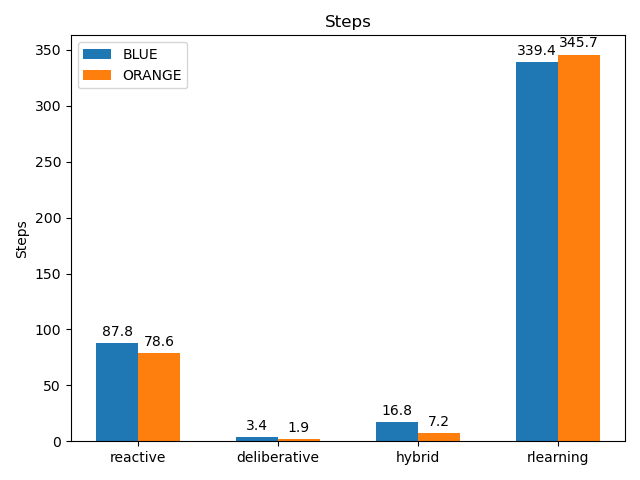 Steps
BLUE
ORANGE
350
300
250
200
150
100
50
0
Steps
87.8
78.6
3.4
1.9
16.8
7.2
339.4
345.7
reactive
deliberative
hybrid
rlearning